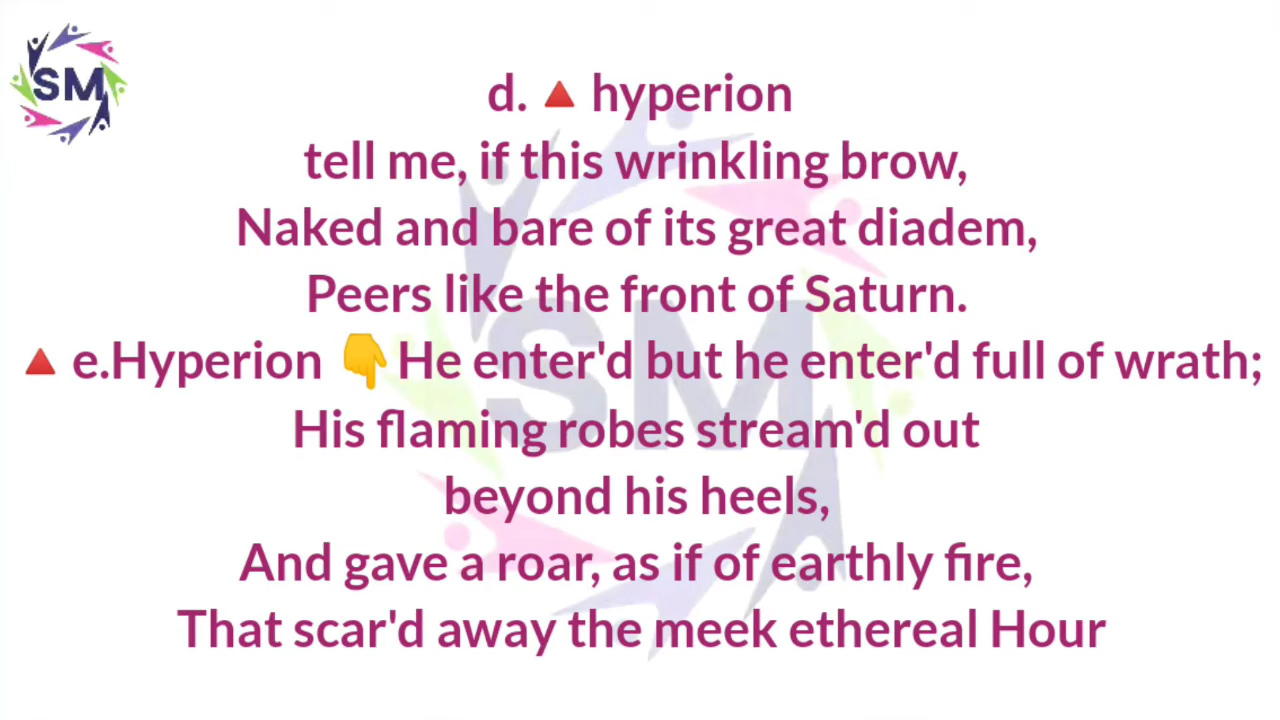 SM
d. 🔺 hyperion
tell me, if this wrinkling brow,
Naked and bare of its great diadem,
Peers like the front of Saturn.
🔺 e.Hyperion 👇 He enter'd but he enter'd full of wrath;
His flaming robes stream'd out
beyond his heels,
And gave a roar, as if of earthly fire,
That scar'd away the meek ethereal Hour
SM